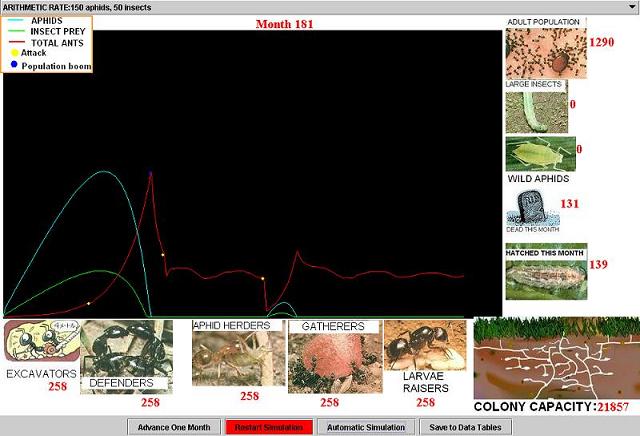 ARITHMETIC RATE:150 aphids, 50 insects
Month 181
APHIDS
INSECT PREY
TOTAL ANTS
Attack
Population boom
ADULT POPULATION
1290
LARGE INSECTS
0
0
WILD APHIDS
131
DEAD THIS MONTH
HATCHED THIS MONTH
139
EXCAVATORS
258
DEFENDERS
258
APHID HERDERS
258
GATHERERS
258
LARVAE
RAISERS
258
COLONY CAPACITY:21857
Advance One Month
Restart Simulation
Automatic Simulation
Save to Data Tables